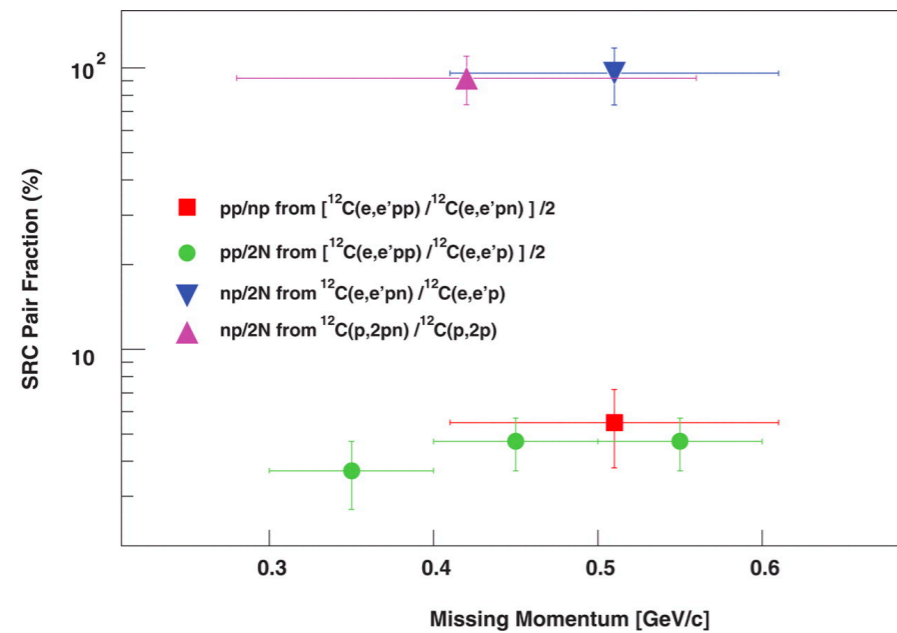 SRC Pair Fraction (%)
10²
10
pp/np from [¹²C(e,e’pp) /¹²C(e,e’pn) ] /2
pp/2N from [¹²C(e,e’pp) /¹²C(e,e’p) ] /2
np/2N from ¹²C(e,e’pn) /¹²C(e,e’p)
np/2N from ¹²C(p,2pn) /¹²C(p,2p)
0.3 0.4 0.5 0.6
Missing Momentum [GeV/c]